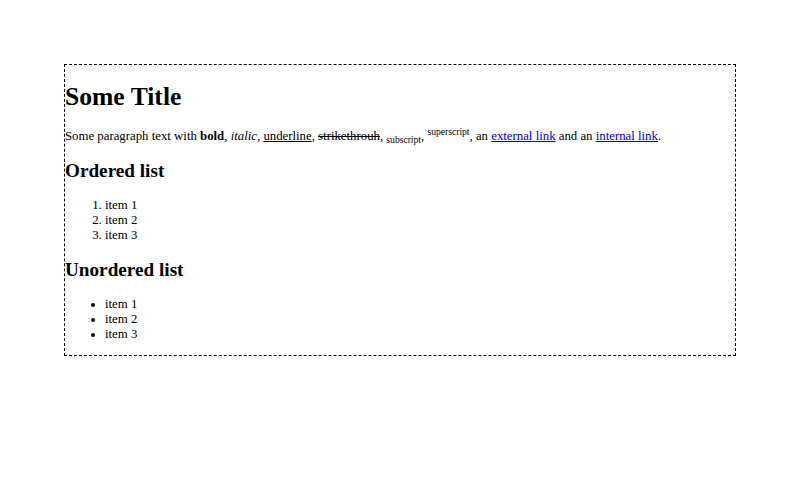 Some Title
Some paragraph text with bold, italic, underline, strikethrouh, subscript, superscript, an external link and an internal link.
Ordered list
1. item 1
2. item 2
3. item 3
Unordered list
• item 1
• item 2
• item 3